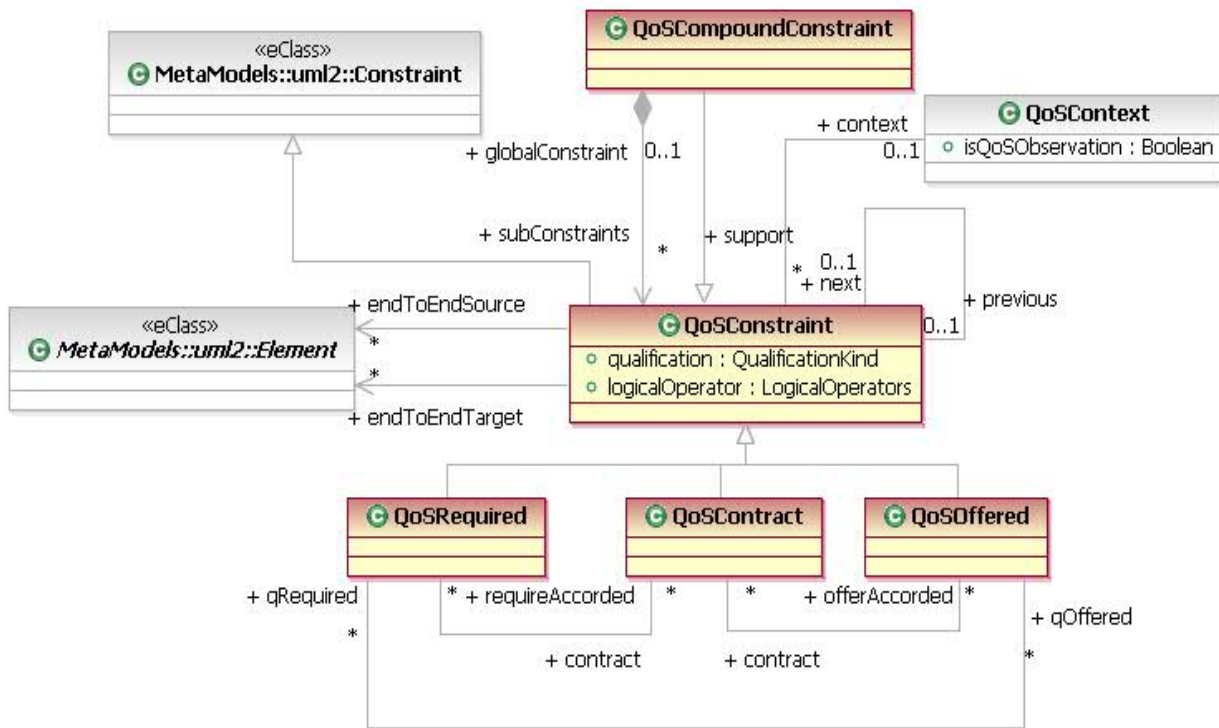 QoSCompoundConstraint
«eClass»
MetaModels::uml2::Constraint
QoSContext
isQoSObservation : Boolean
+ context
0..1
+ globalConstraint
0..1
+ subConstraints
*
+ support
*
0..1
+ next
+ previous
0..1
+ endToEndSource
*
«eClass»
MetaModels::uml2::Element
*
+ endToEndTarget
QoSConstraint
qualification : QualificationKind
logicalOperator : LogicalOperators
QoSRequired
QoSContract
QoSOffered
+ qRequired
*
* + requireAccorded *
* + offerAccorded *
+ qOffered
*
+ contract
+ contract